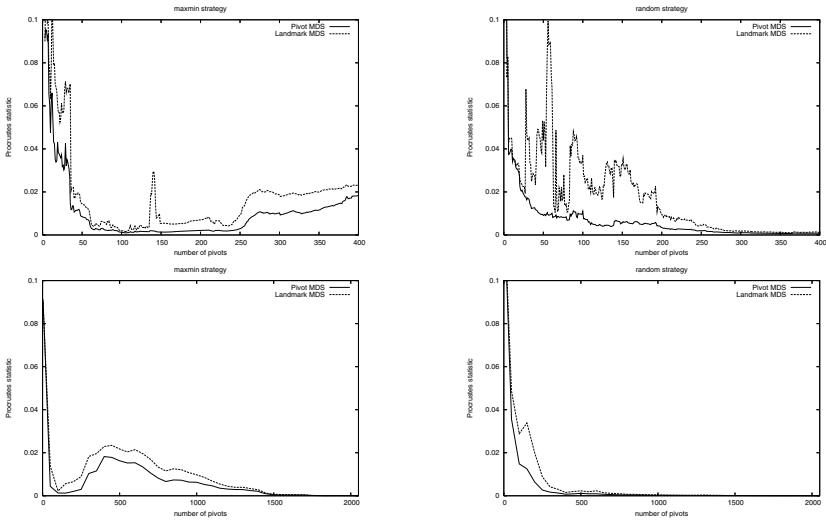 maxmin strategy
0.1
0.08
0.06
0.04
0.02
0
Procrustes statistic
0
50
100
150
200
250
300
350
400
number of pivots
Pivot MDS
Landmark MDS
random strategy
0.1
0.08
0.06
0.04
0.02
0
Procrustes statistic
0
50
100
150
200
250
300
350
400
number of pivots
Pivot MDS
Landmark MDS
maxmin strategy
0.1
0.08
0.06
0.04
0.02
0
Procrustes statistic
0
500
1000
1500
2000
number of pivots
Pivot MDS
Landmark MDS
random strategy
0.1
0.08
0.06
0.04
0.02
0
Procrustes statistic
0
500
1000
1500
2000
number of pivots
Pivot MDS
Landmark MDS